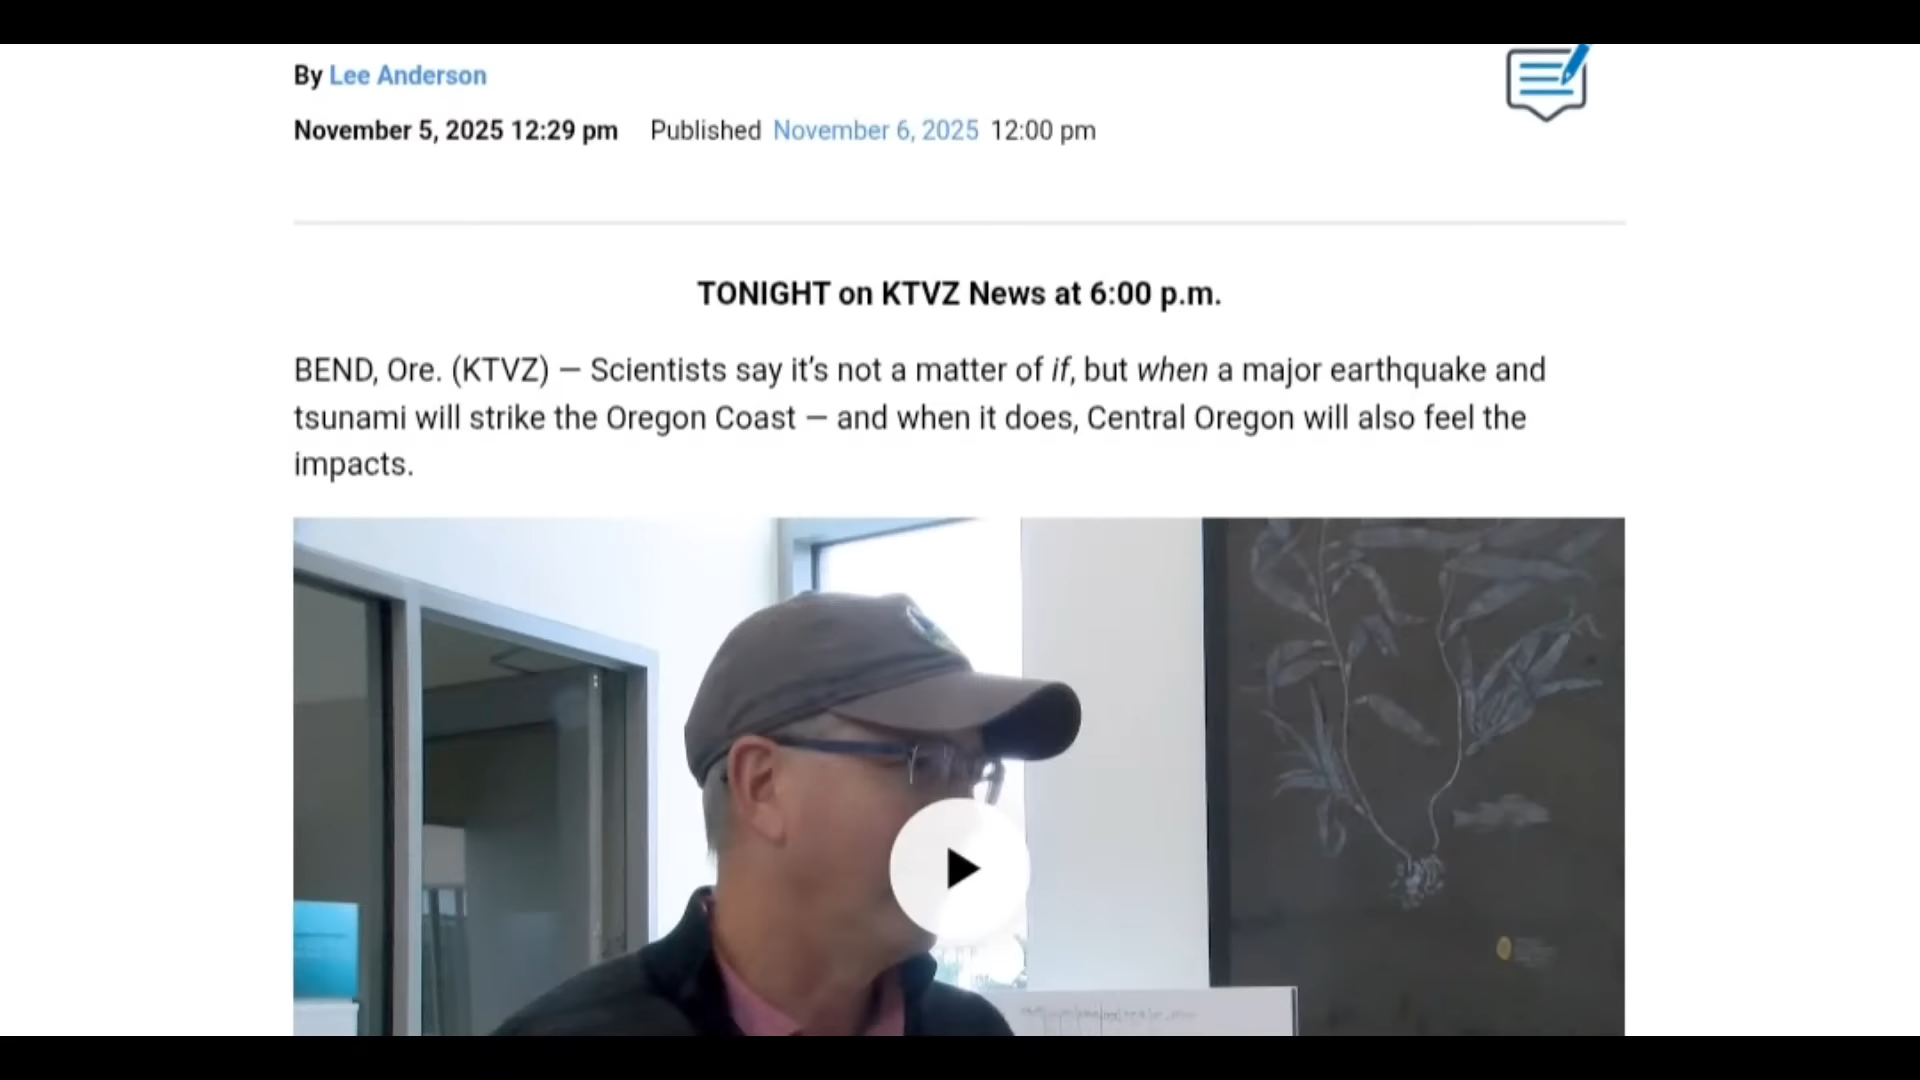 By Lee Anderson
November 5, 2025 12:29 pm Published November 6, 2025 12:00 pm
TONIGHT on KTVZ News at 6:00 p.m.
BEND, Ore. (KTVZ) — Scientists say it’s not a matter of if, but when a major earthquake and
tsunami will strike the Oregon Coast — and when it does, Central Oregon will also feel the
impacts.